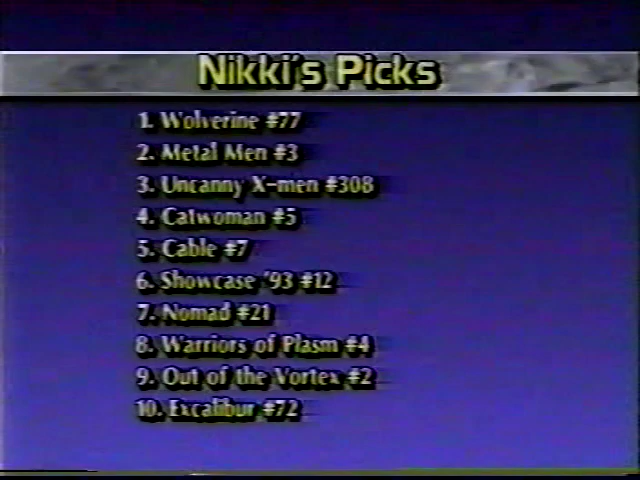 Nikki's Picks
1. Wolverine #77
2. Metal Men #3
3. Uncanny X-men #308
4. Catwoman #5
5. Cable #7
6. Showcase '93 #12
7. Nomad #21
8. Warriors of Plasm #4
9. Out of the Vortex #2
10. Excalibur #72